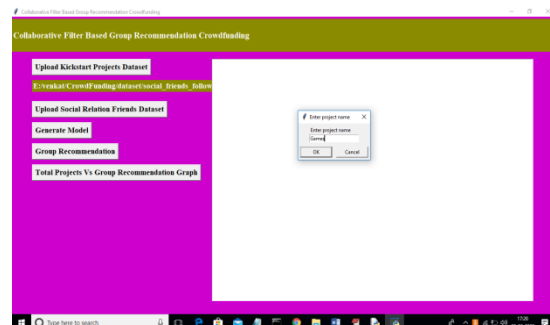 Collaborative Filter Based Group Recommendation Crowdfunding
Collaborative Filter Based Group Recommendation Crowdfunding
Upload Kickstart Projects Dataset
E:/venkat/CrowdFunding/dataset/social_friends_follow
Upload Social Relation Friends Dataset
Generate Model
Group Recommendation
Total Projects Vs Group Recommendation Graph
Enter project name
Enter project name
OK
Cancel
Type here to search
17:26